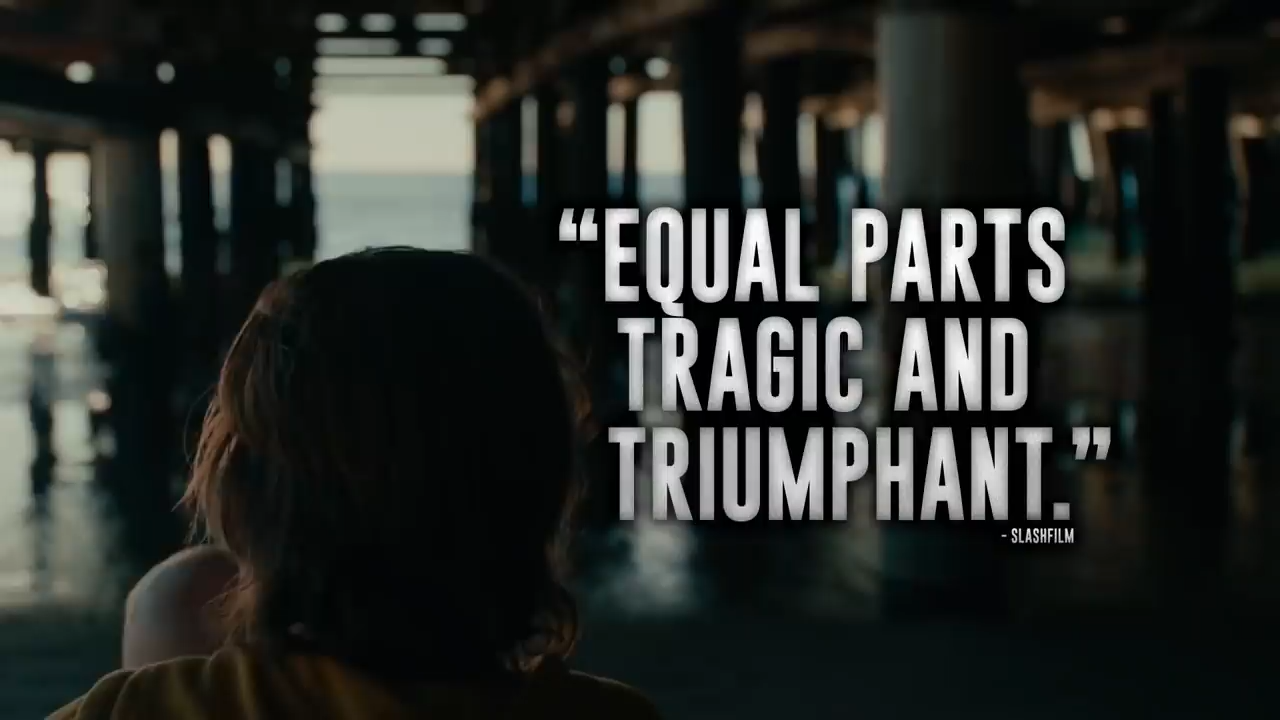 “EQUAL PARTS
TRAGIC AND
TRIUMPHANT.”
- SLASHFILM